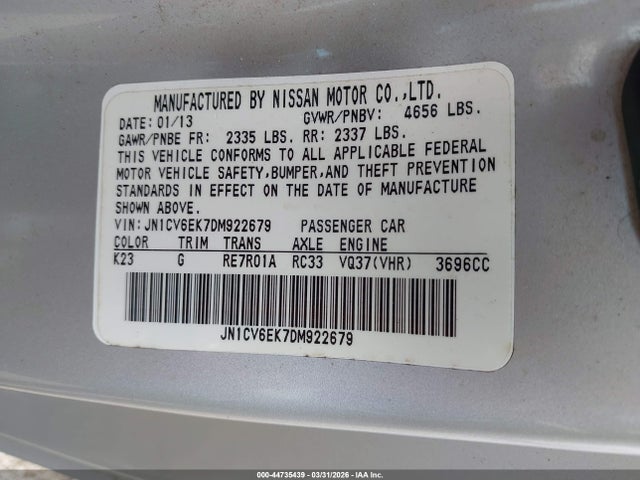 MANUFACTURED BY NISSAN MOTOR CO.,LTD.
DATE: 01/13 GVWR/PNBV: 4656 LBS.
GAWR/PNBE FR: 2335 LBS. RR: 2337 LBS.
THIS VEHICLE CONFORMS TO ALL APPLICABLE FEDERAL
MOTOR VEHICLE SAFETY,BUMPER,AND THEFT PREVENTION
STANDARDS IN EFFECT ON THE DATE OF MANUFACTURE
SHOWN ABOVE.
VIN:JN1CV6EK7DM922679 PASSENGER CAR
COLOR TRIM TRANS AXLE ENGINE
K23 G RE7R01A RC33 VQ37(VHR) 3696CC
JN1CV6EK7DM922679
000-44735439 - 03/31/2026 - IAA Inc.